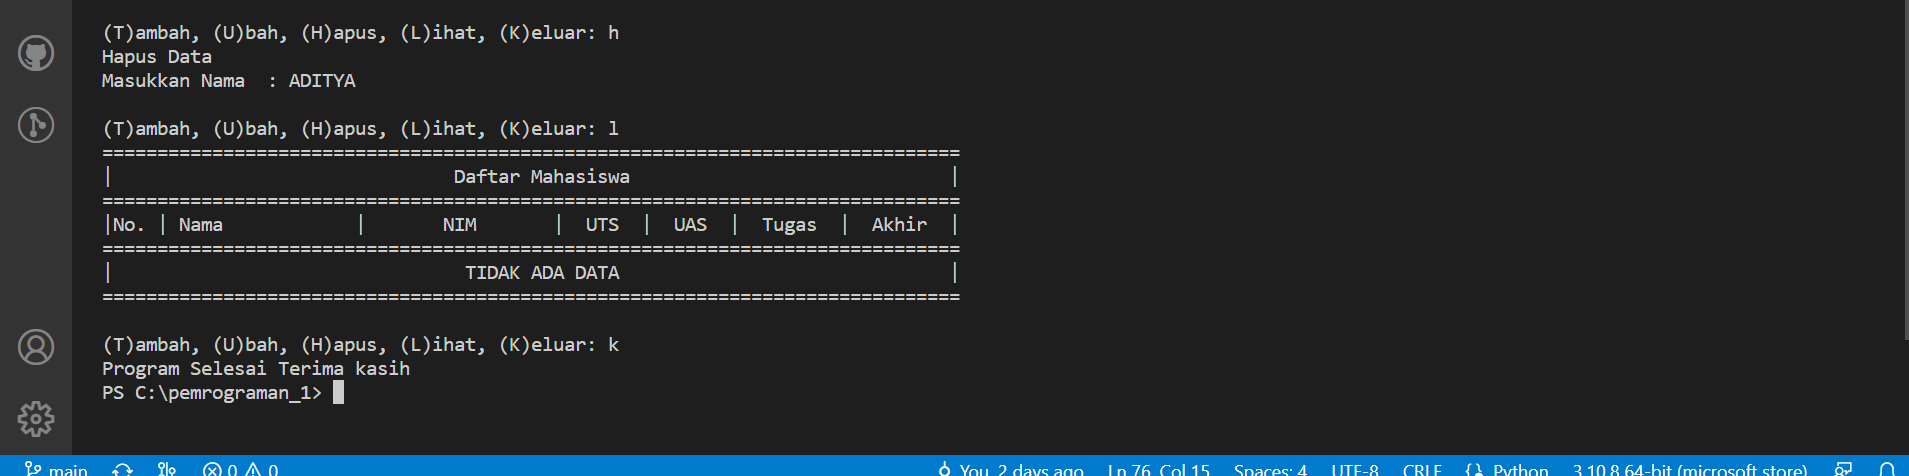 (T)ambah, (U)bah, (H)apus, (L)ihat, (K)eluar: h
Hapus Data
Masukkan Nama  : ADITYA
(T)ambah, (U)bah, (H)apus, (L)ihat, (K)eluar: l
==============================================================================
|                               Daftar Mahasiswa                             |
==============================================================================
|No. | Nama            |       NIM       |  UTS  |  UAS  |  Tugas  |  Akhir  |
==============================================================================
|                                TIDAK ADA DATA                              |
==============================================================================
(T)ambah, (U)bah, (H)apus, (L)ihat, (K)eluar: k
Program Selesai Terima kasih
PS C:\pemrograman_1>
main 0 0 You, 2 days ago Ln 76, Col 15 Spaces: 4 UTF-8 CRLF Python 3.10.8 64-bit (microsoft store)